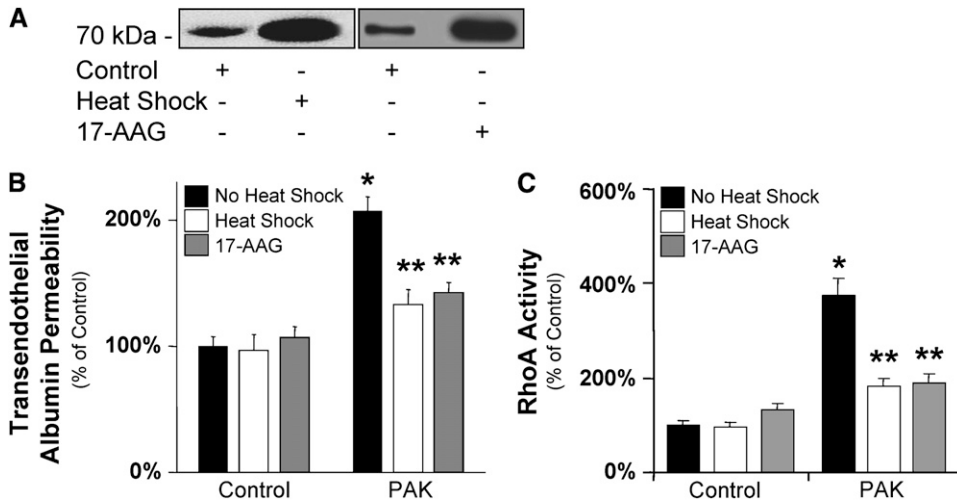 A
70 kDa -
Control + - + -
Heat Shock - + - -
17-AAG - - - +
B
Transendothelial
Albumin Permeability
(% of Control)
200%
100%
0%
No Heat Shock
Heat Shock
17-AAG
*
** **
Control PAK
C
RhoA Activity
(% of Control)
600%
400%
200%
0%
No Heat Shock
Heat Shock
17-AAG
*
** **
Control PAK